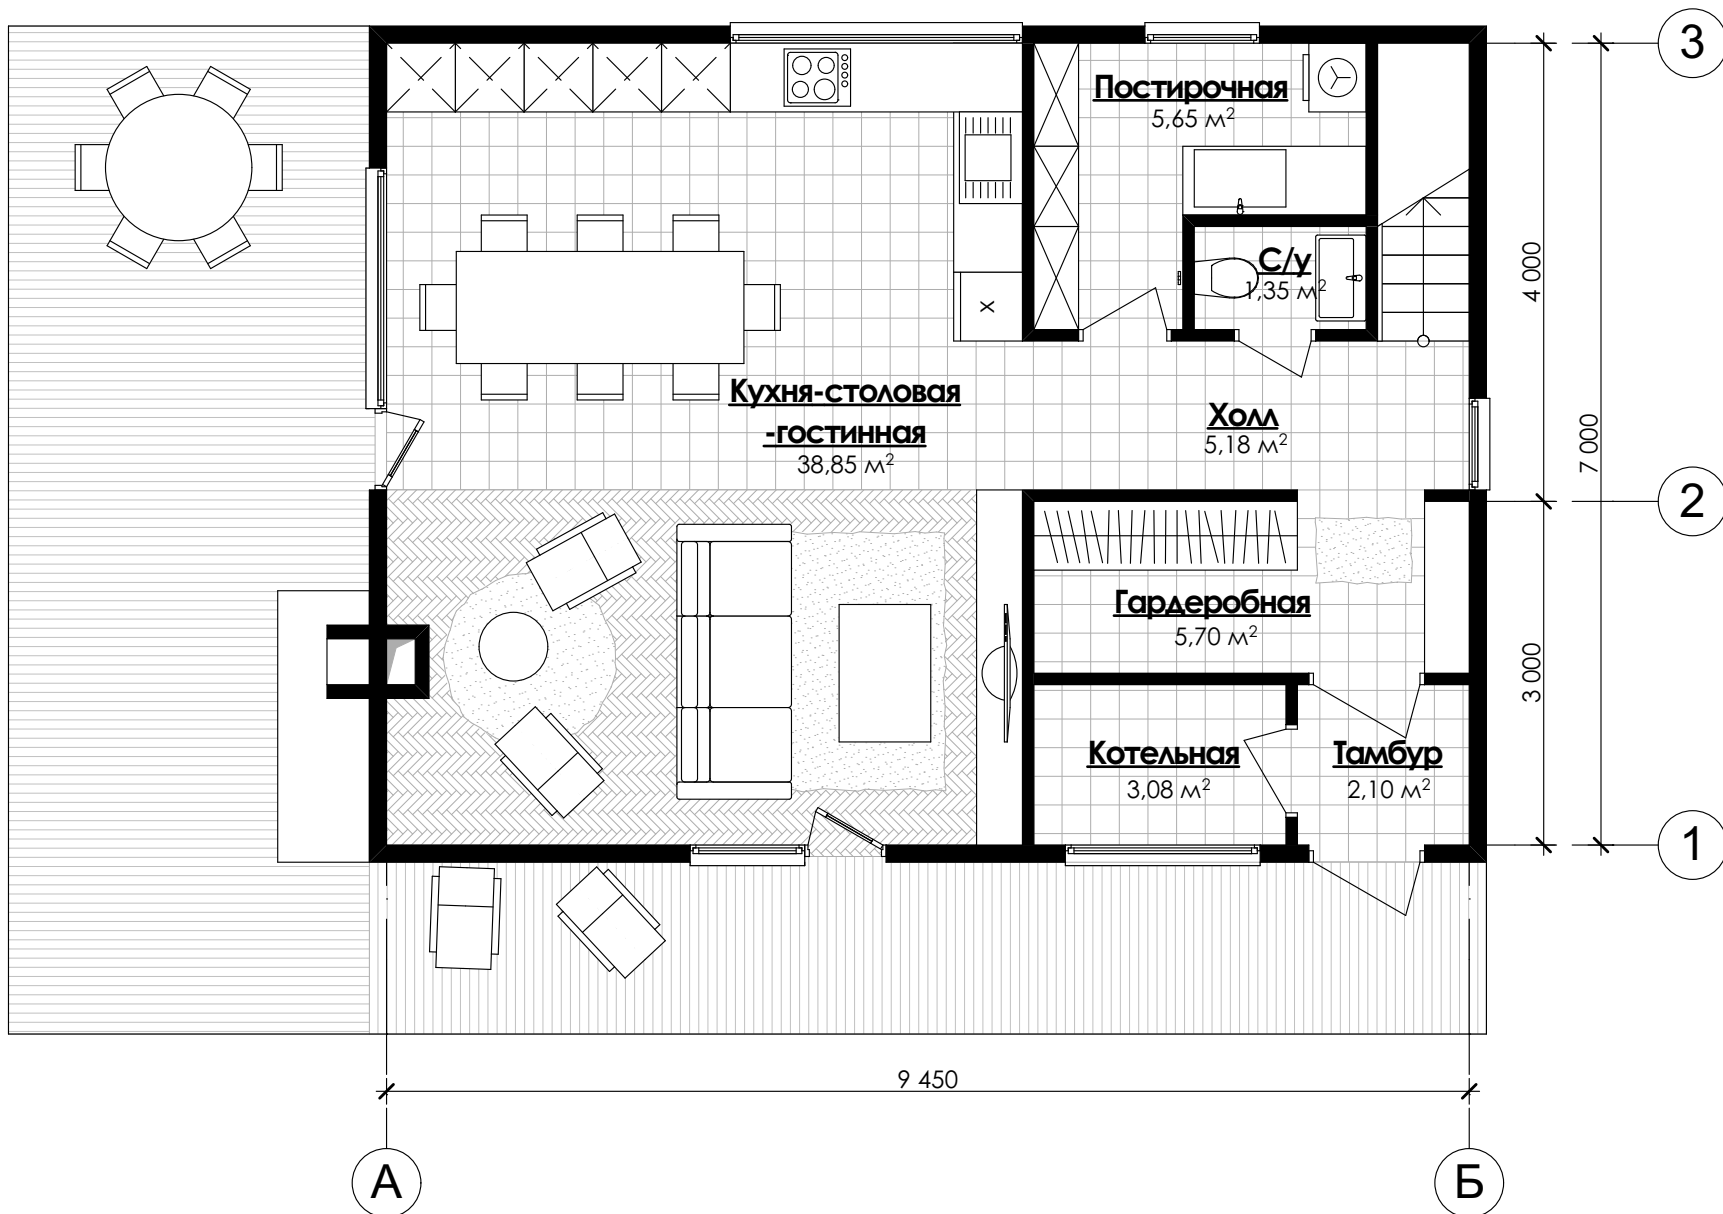 3
Постирочная
5,65 м²
С/у
1,35 м²
4 000
X
Кухня-столовая
-гостинная
38,85 м²
Холл
5,18 м²
7 000
2
Гардеробная
5,70 м²
3 000
Котельная
3,08 м²
Тамбур
2,10 м²
1
9 450
А
Б